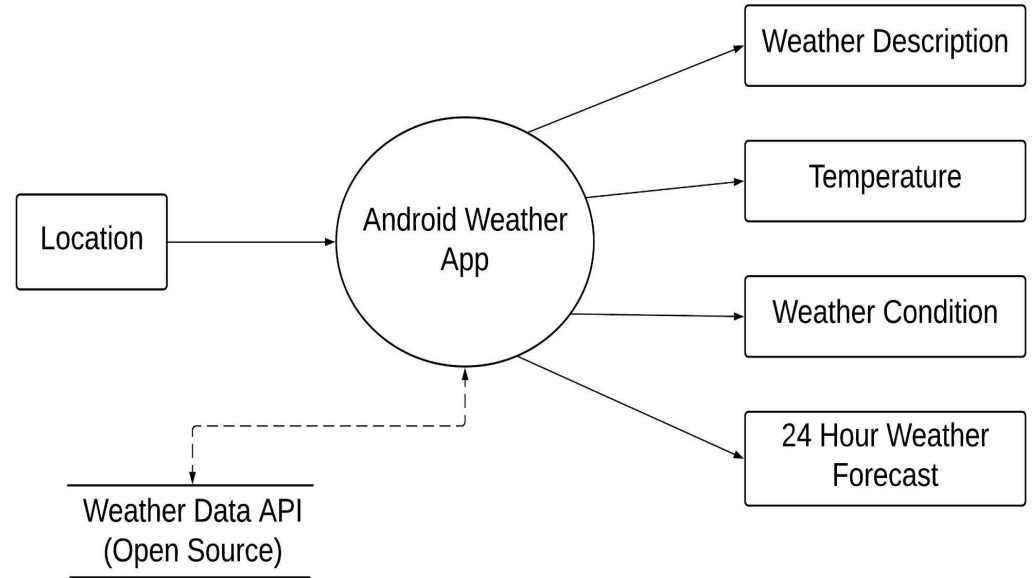 Weather Description
Temperature
Location
Android Weather
App
Weather Condition
24 Hour Weather
Forecast
Weather Data API
(Open Source)